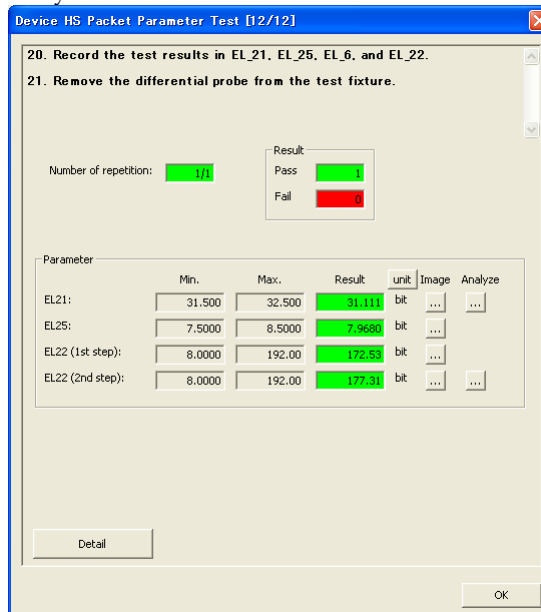 Device HS Packet Parameter Test [12/12]
20. Record the test results in EL_21, EL_25, EL_6, and EL_22.
21. Remove the differential probe from the test fixture.
Result
Number of repetition: 1/1 Pass 1
Fail 0
Parameter
Min. Max. Result unit Image Analyze
EL21: 31.500 32.500 31.111 bit ... ...
EL25: 7.5000 8.5000 7.9680 bit ...
EL22 (1st step): 8.0000 192.00 172.53 bit ...
EL22 (2nd step): 8.0000 192.00 177.31 bit ... ...
Detail
OK